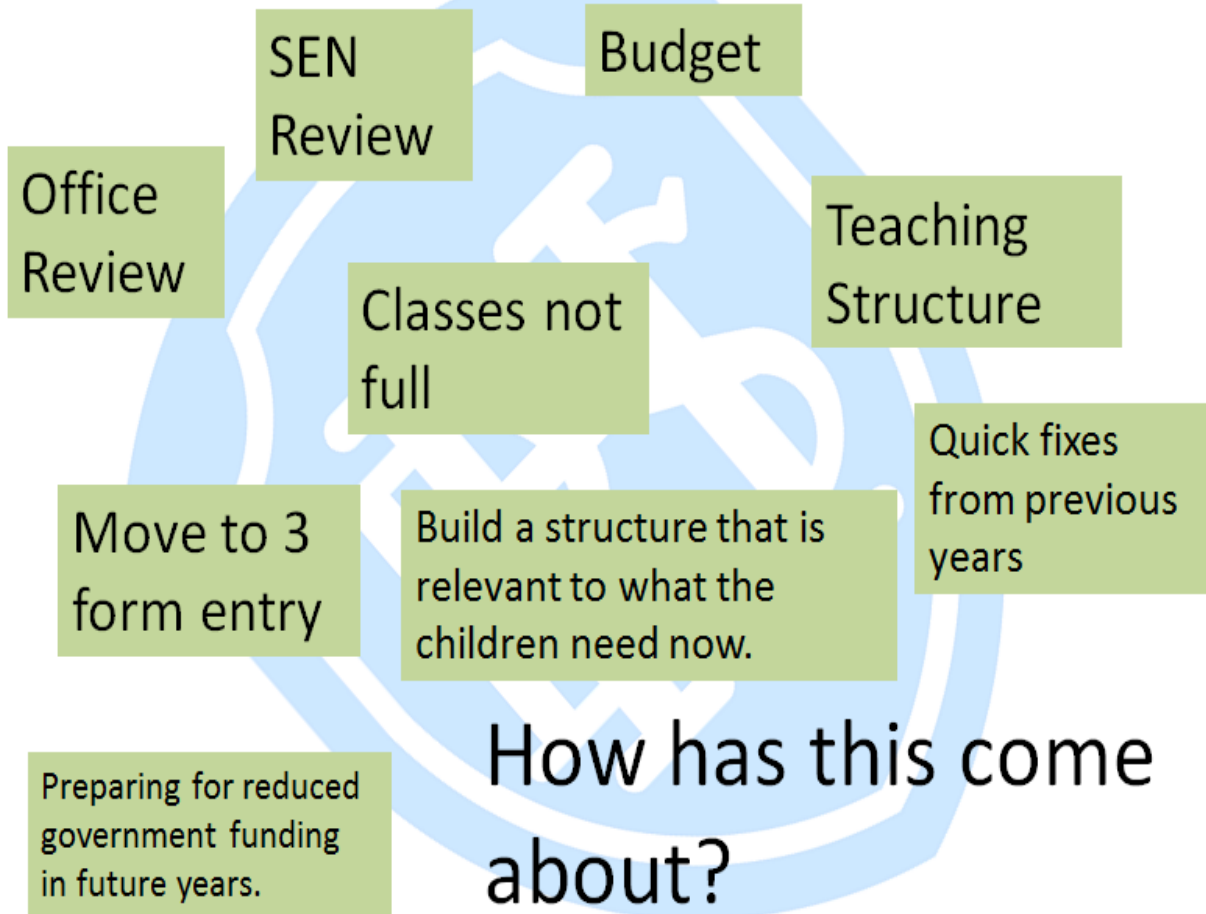 SEN
Review
Budget
Office
Review
Teaching
Structure
Classes not
full
Quick fixes
from previous
years
Move to 3
form entry
Build a structure that is
relevant to what the
children need now.
How has this come
about?
Preparing for reduced
government funding
in future years.